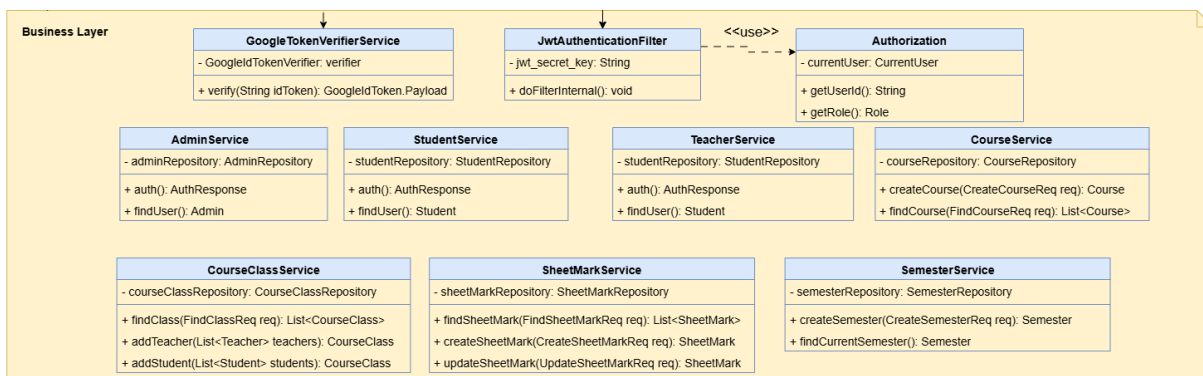 Business Layer
GoogleTokenVerifierService
- GoogleIdTokenVerifier: verifier
+ verify(String idToken): GoogleIdToken.Payload
JwtAuthenticationFilter
- jwt_secret_key: String
+ doFilterInternal(): void
<<use>>
Authorization
- currentUser: CurrentUser
+ getUserId(): String
+ getRole(): Role
AdminService
- adminRepository: AdminRepository
+ auth(): AuthResponse
+ findUser(): Admin
StudentService
- studentRepository: StudentRepository
+ auth(): AuthResponse
+ findUser(): Student
TeacherService
- studentRepository: StudentRepository
+ auth(): AuthResponse
+ findUser(): Student
CourseService
- courseRepository: CourseRepository
+ createCourse(CreateCourseReq req): Course
+ findCourse(FindCourseReq req): List<Course>
CourseClassService
- courseClassRepository: CourseClassRepository
+ findClass(FindClassReq req): List<CourseClass>
+ addTeacher(List<Teacher> teachers): CourseClass
+ addStudent(List<Student> students): CourseClass
SheetMarkService
- sheetMarkRepository: SheetMarkRepository
+ findSheetMark(FindSheetMarkReq req): List<SheetMark>
+ createSheetMark(CreateSheetMarkReq req): SheetMark
+ updateSheetMark(UpdateSheetMarkReq req): SheetMark
SemesterService
- semesterRepository: SemesterRepository
+ createSemester(CreateSemesterReq req): Semester
+ findCurrentSemester(): Semester